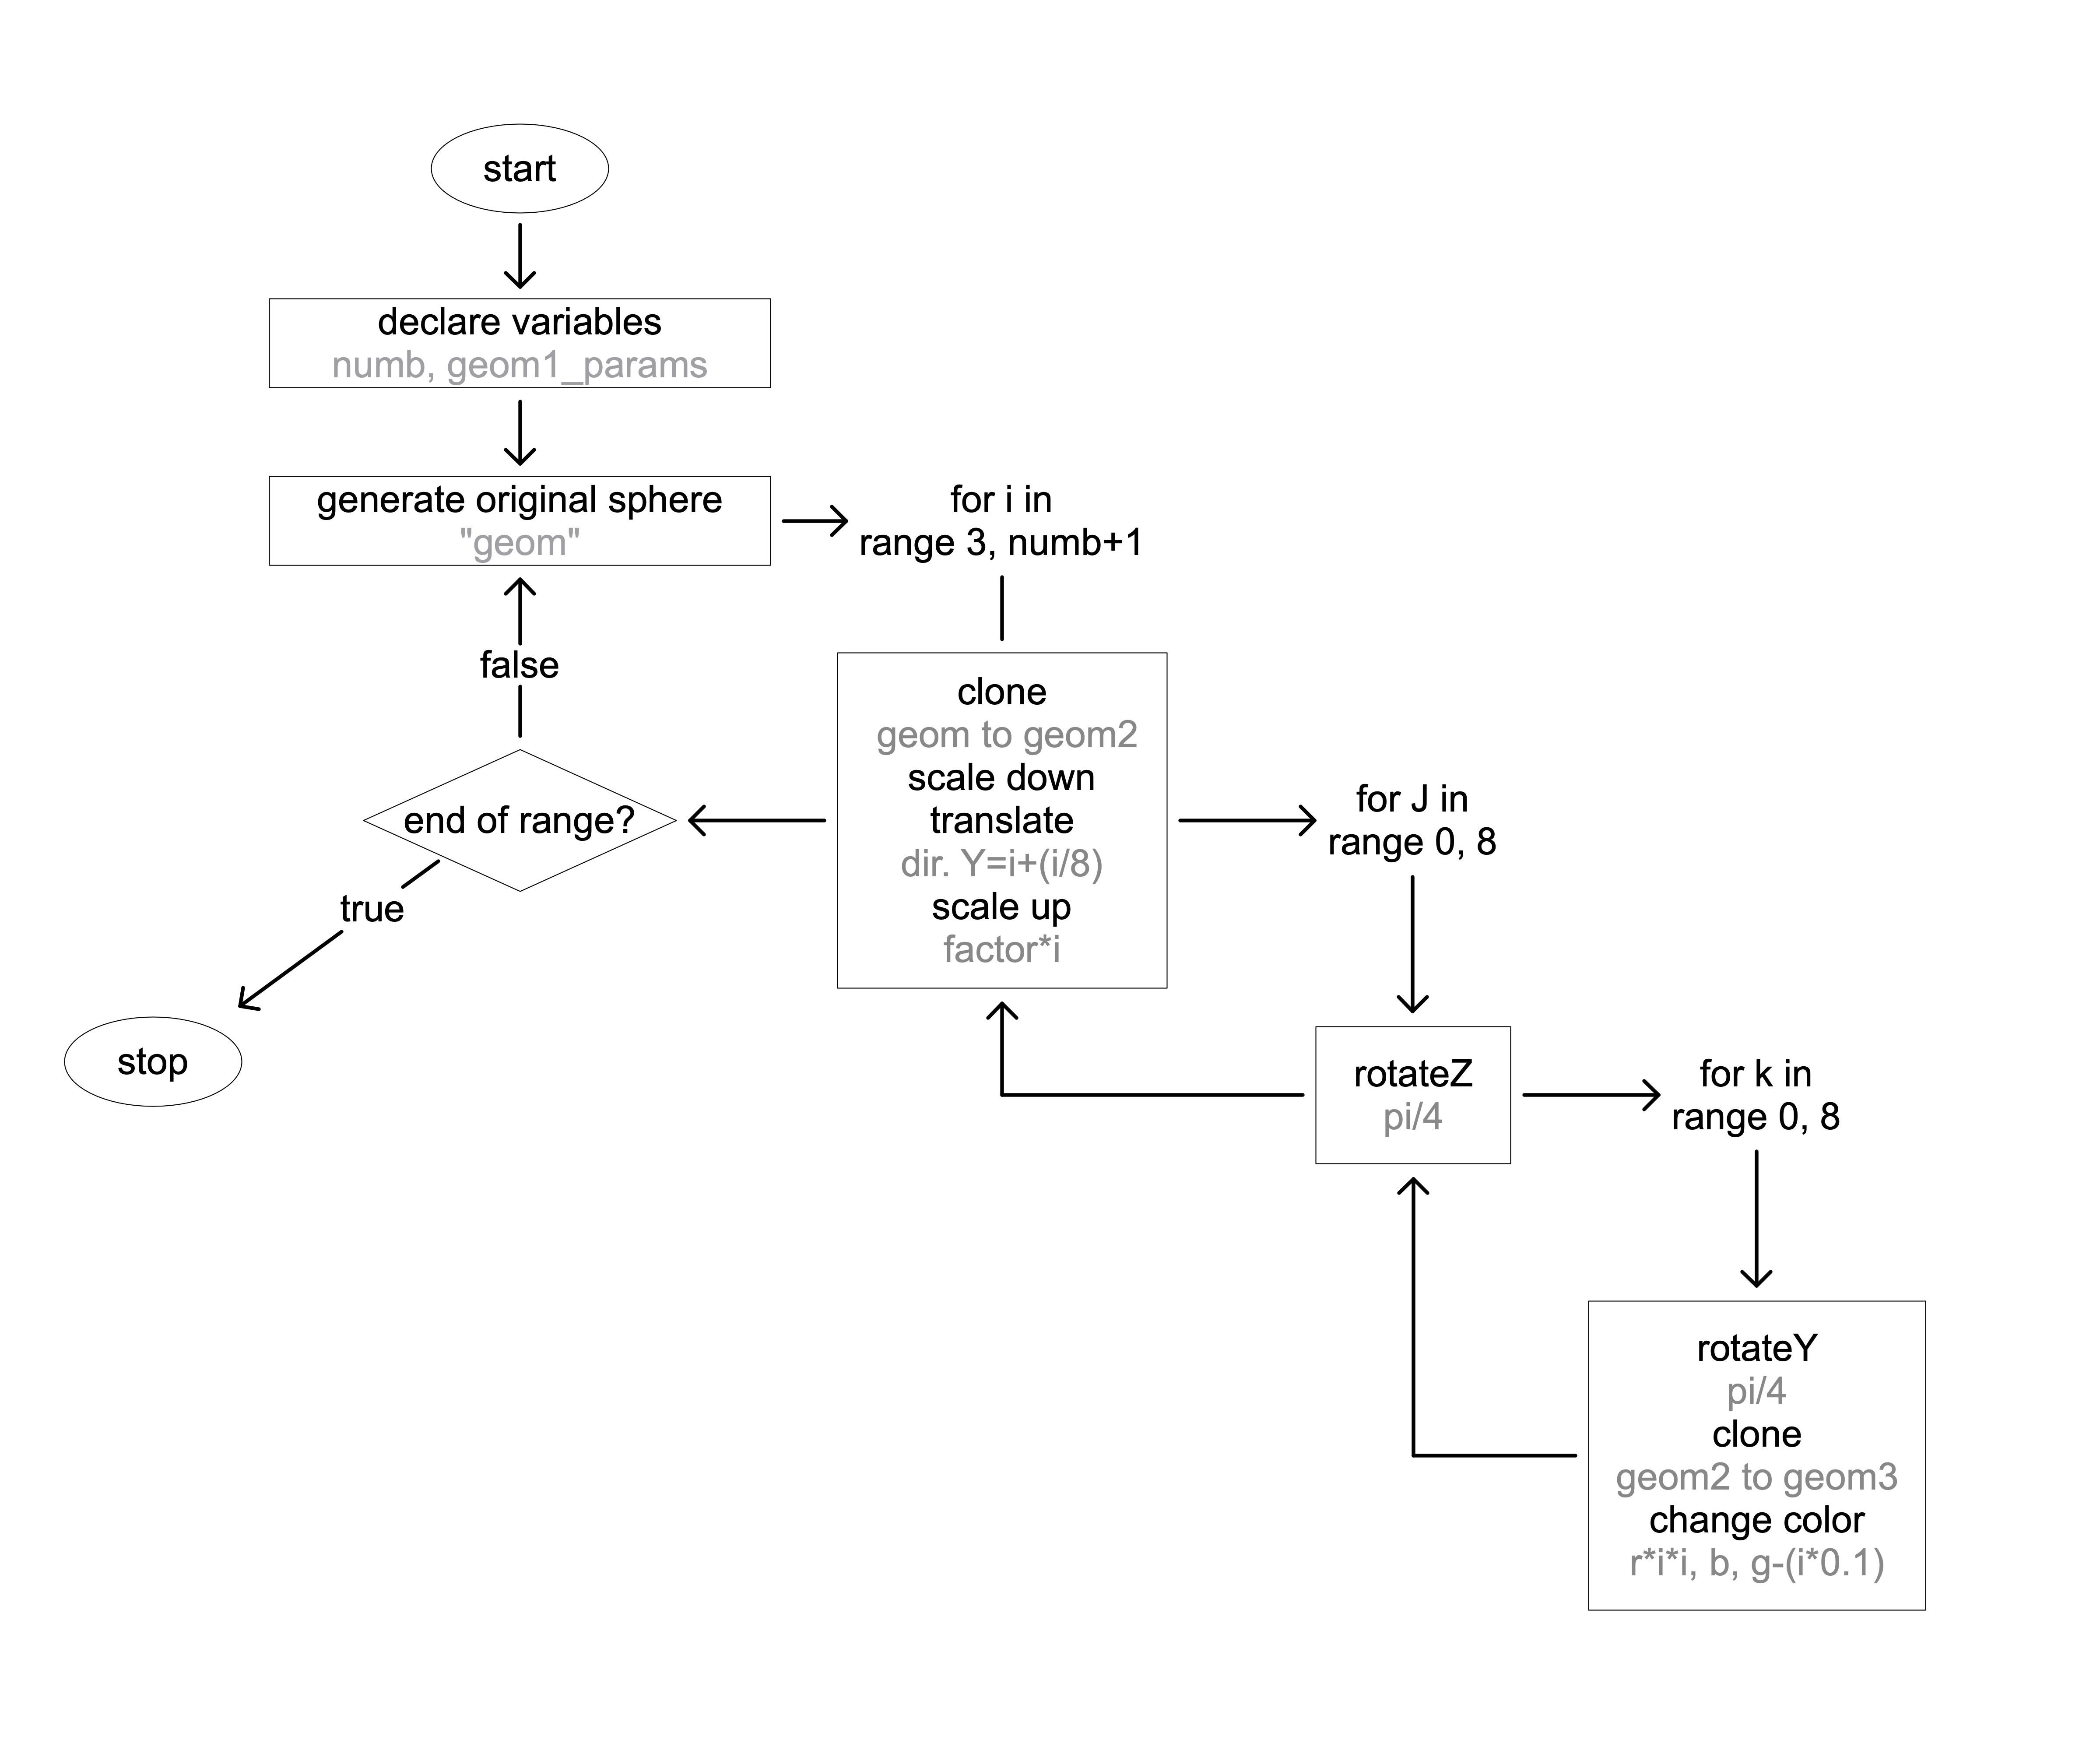 start
declare variables
numb, geom1_params
generate original sphere
"geom"
for i in
range 3, numb+1
false
clone
geom to geom2
scale down
translate
dir. Y=i+(i/8)
scale up
factor*i
end of range?
true
stop
for J in
range 0, 8
rotateZ
pi/4
for k in
range 0, 8
rotateY
pi/4
clone
geom2 to geom3
change color
r*i*i, b, g-(i*0.1)